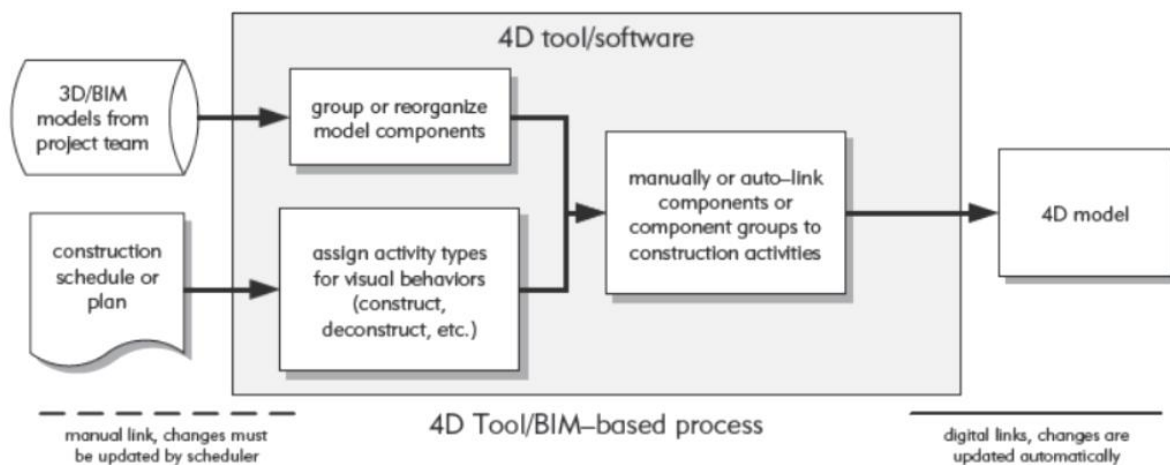 4D tool/software
3D/BIM
models from
project team
group or reorganize
model components
manually or auto–link
components or
component groups to
construction activities
4D model
construction
schedule or
plan
assign activity types
for visual behaviors
(construct,
deconstruct, etc.)
manual link, changes must
be updated by scheduler
4D Tool/BIM–based process
digital links, changes are
updated automatically